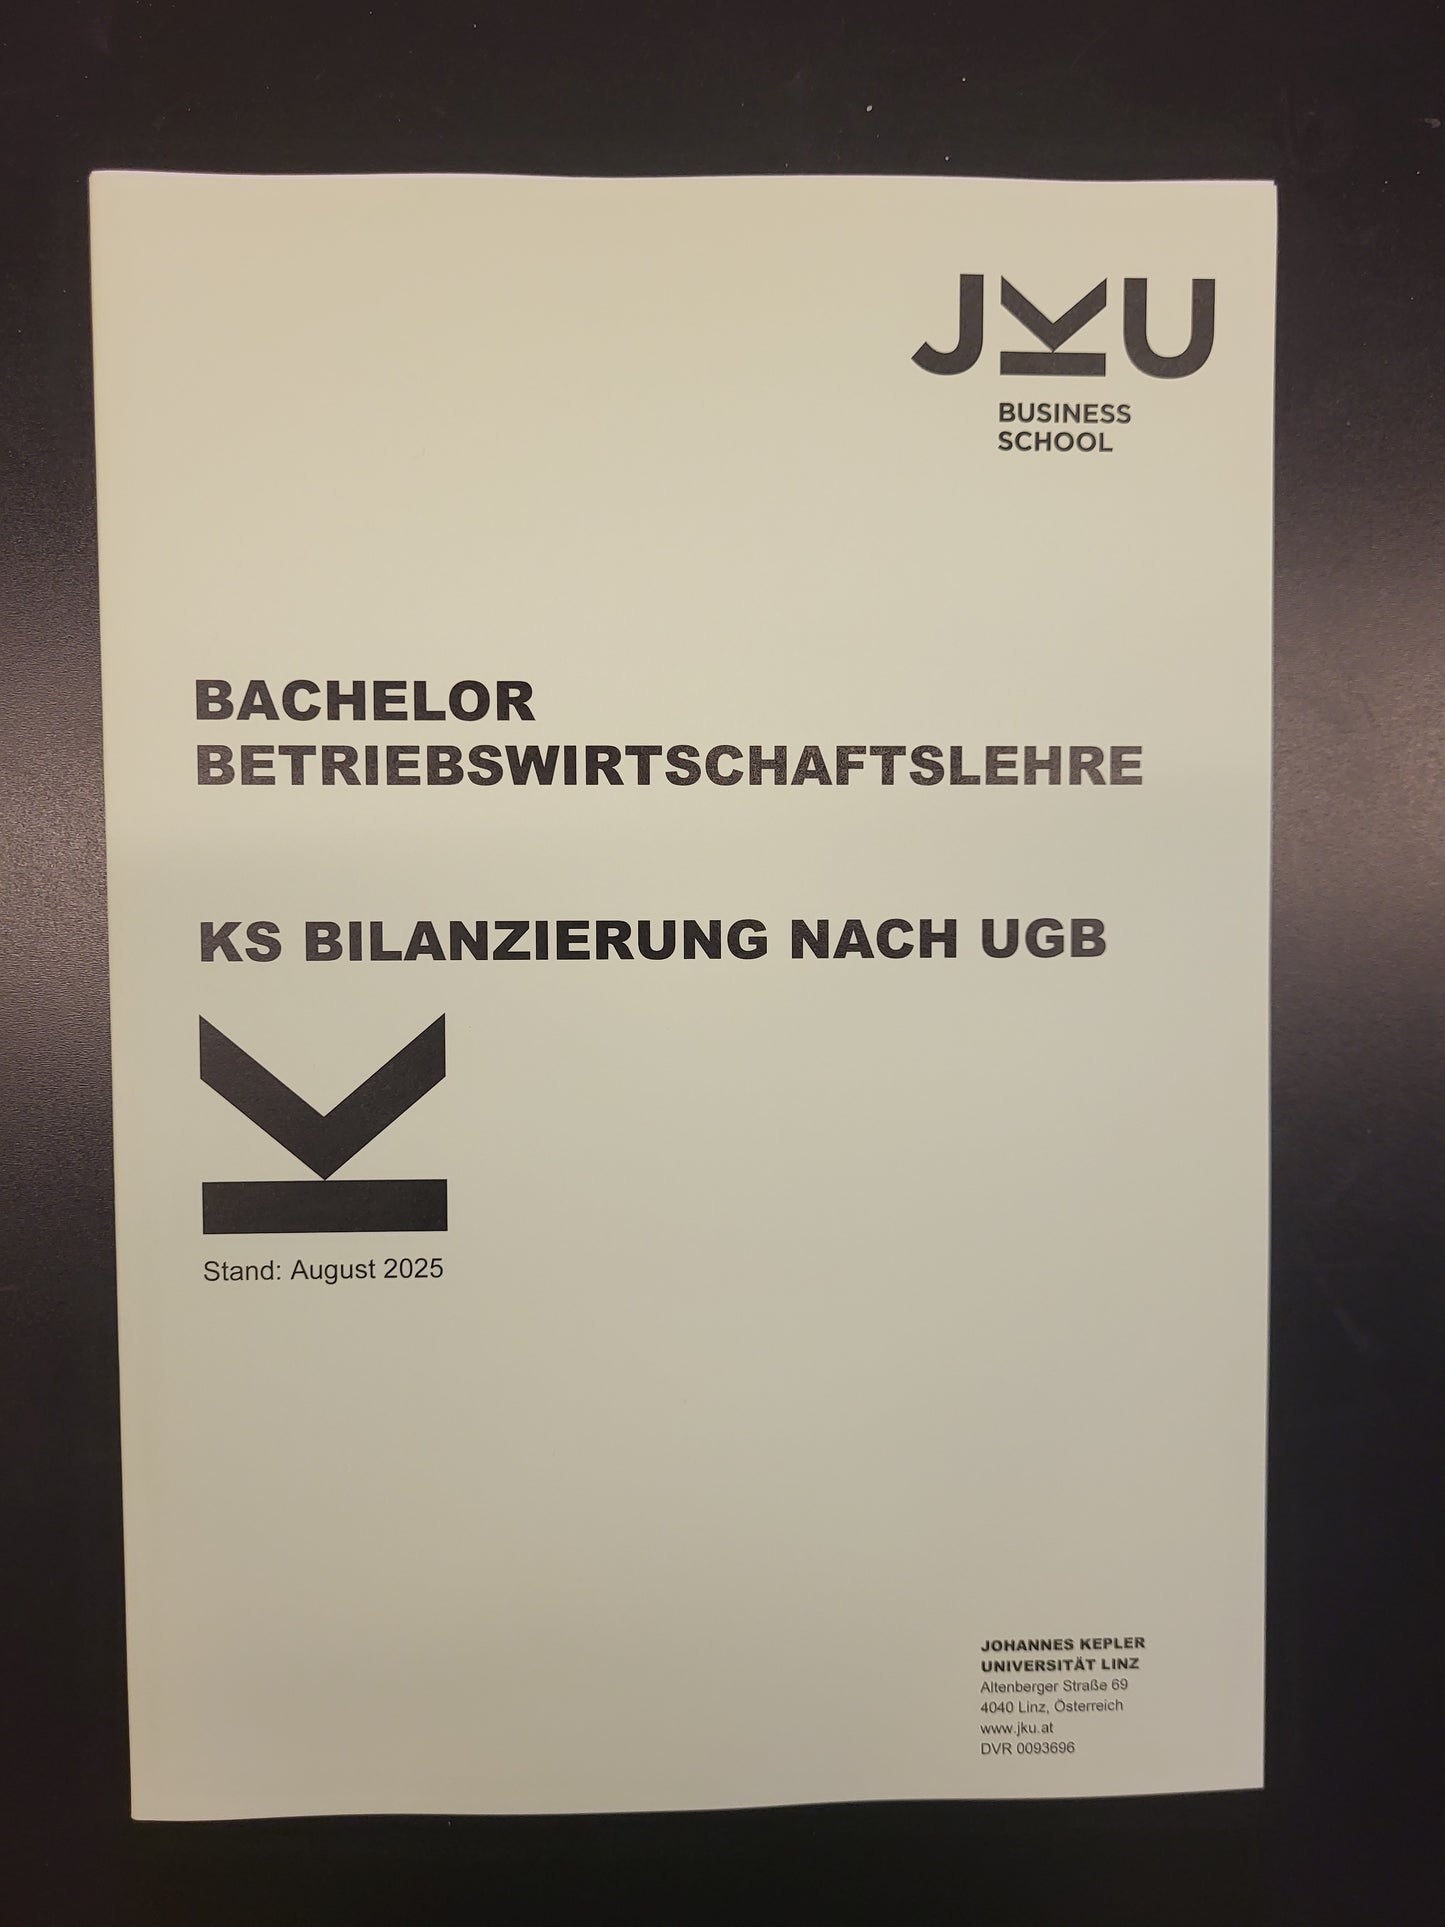 JKU
BUSINESS
SCHOOL
BACHELOR
BETRIEBSWIRTSCHAFTSLEHRE
KS BILANZIERUNG NACH UGB
Stand: August 2025
JOHANNES KEPLER
UNIVERSITÄT LINZ
Altenberger Straße 69
4040 Linz, Österreich
www.jku.at
DVR 0093696